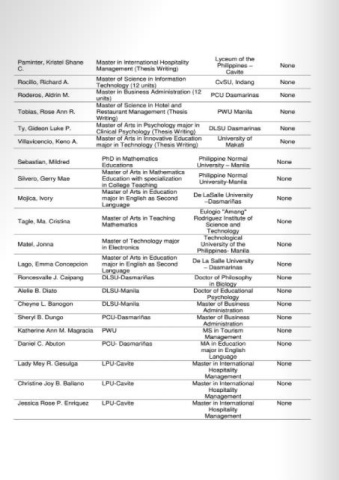 Paminter, Kristel Shane C. Master in International Hospitality Management (Thesis Writing) Lyceum of the Philippines – Cavite None
Rocillo, Richard A. Master of Science in Information Technology (12 units) CvSU, Indang None
Roderos, Aldrin M. Master in Business Administration (12 units) PCU Dasmarinas None
Tobias, Rose Ann R. Master of Science in Hotel and Restaurant Management (Thesis Writing) PWU Manila None
Ty, Gideon Luke P. Master of Arts in Psychology major in Clinical Psychology (Thesis Writing) DLSU Dasmarinas None
Villavicencio, Keno A. Master of Arts in Innovative Education major in Technology (Thesis Writing) University of Makati None
Sebastian, Mildred PhD in Mathematics Educations Philippine Normal University – Manila None
Silvero, Gerry Mae Master of Arts in Mathematics Education with specialization in College Teaching Philippine Normal University-Manila None
Mojica, Ivory Master of Arts in Education major in English as Second Language De LaSalle University –Dasmariñas None
Tagle, Ma. Cristina Master of Arts in Teaching Mathematics Eulogio "Amang" Rodriguez Institute of Science and Technology None
Matel, Jonna Master of Technology major in Electronics Technological University of the Philippines- Manila None
Lago, Emma Concepcion Master of Arts in Education major in English as Second Language De La Salle University – Dasmarinas None
Roncesvalle J. Caipang DLSU-Dasmariñas Doctor of Philosophy in Biology None
Aielle B. Diato DLSU-Manila Doctor of Educational Psychology None
Cheyne L. Banogon DLSU-Manila Master of Business Administration None
Sheryl B. Dungo PCU-Dasmariñas Master of Business Administration None
Katherine Ann M. Magracia PWU MS in Tourism Management None
Daniel C. Abuton PCU- Dasmariñas MA in Education major in English Language None
Lady Mey R. Gesulga LPU-Cavite Master in International Hospitality Management None
Christine Joy B. Ballano LPU-Cavite Master in International Hospitality Management None
Jessica Rose P. Enriquez LPU-Cavite Master in International Hospitality Management None